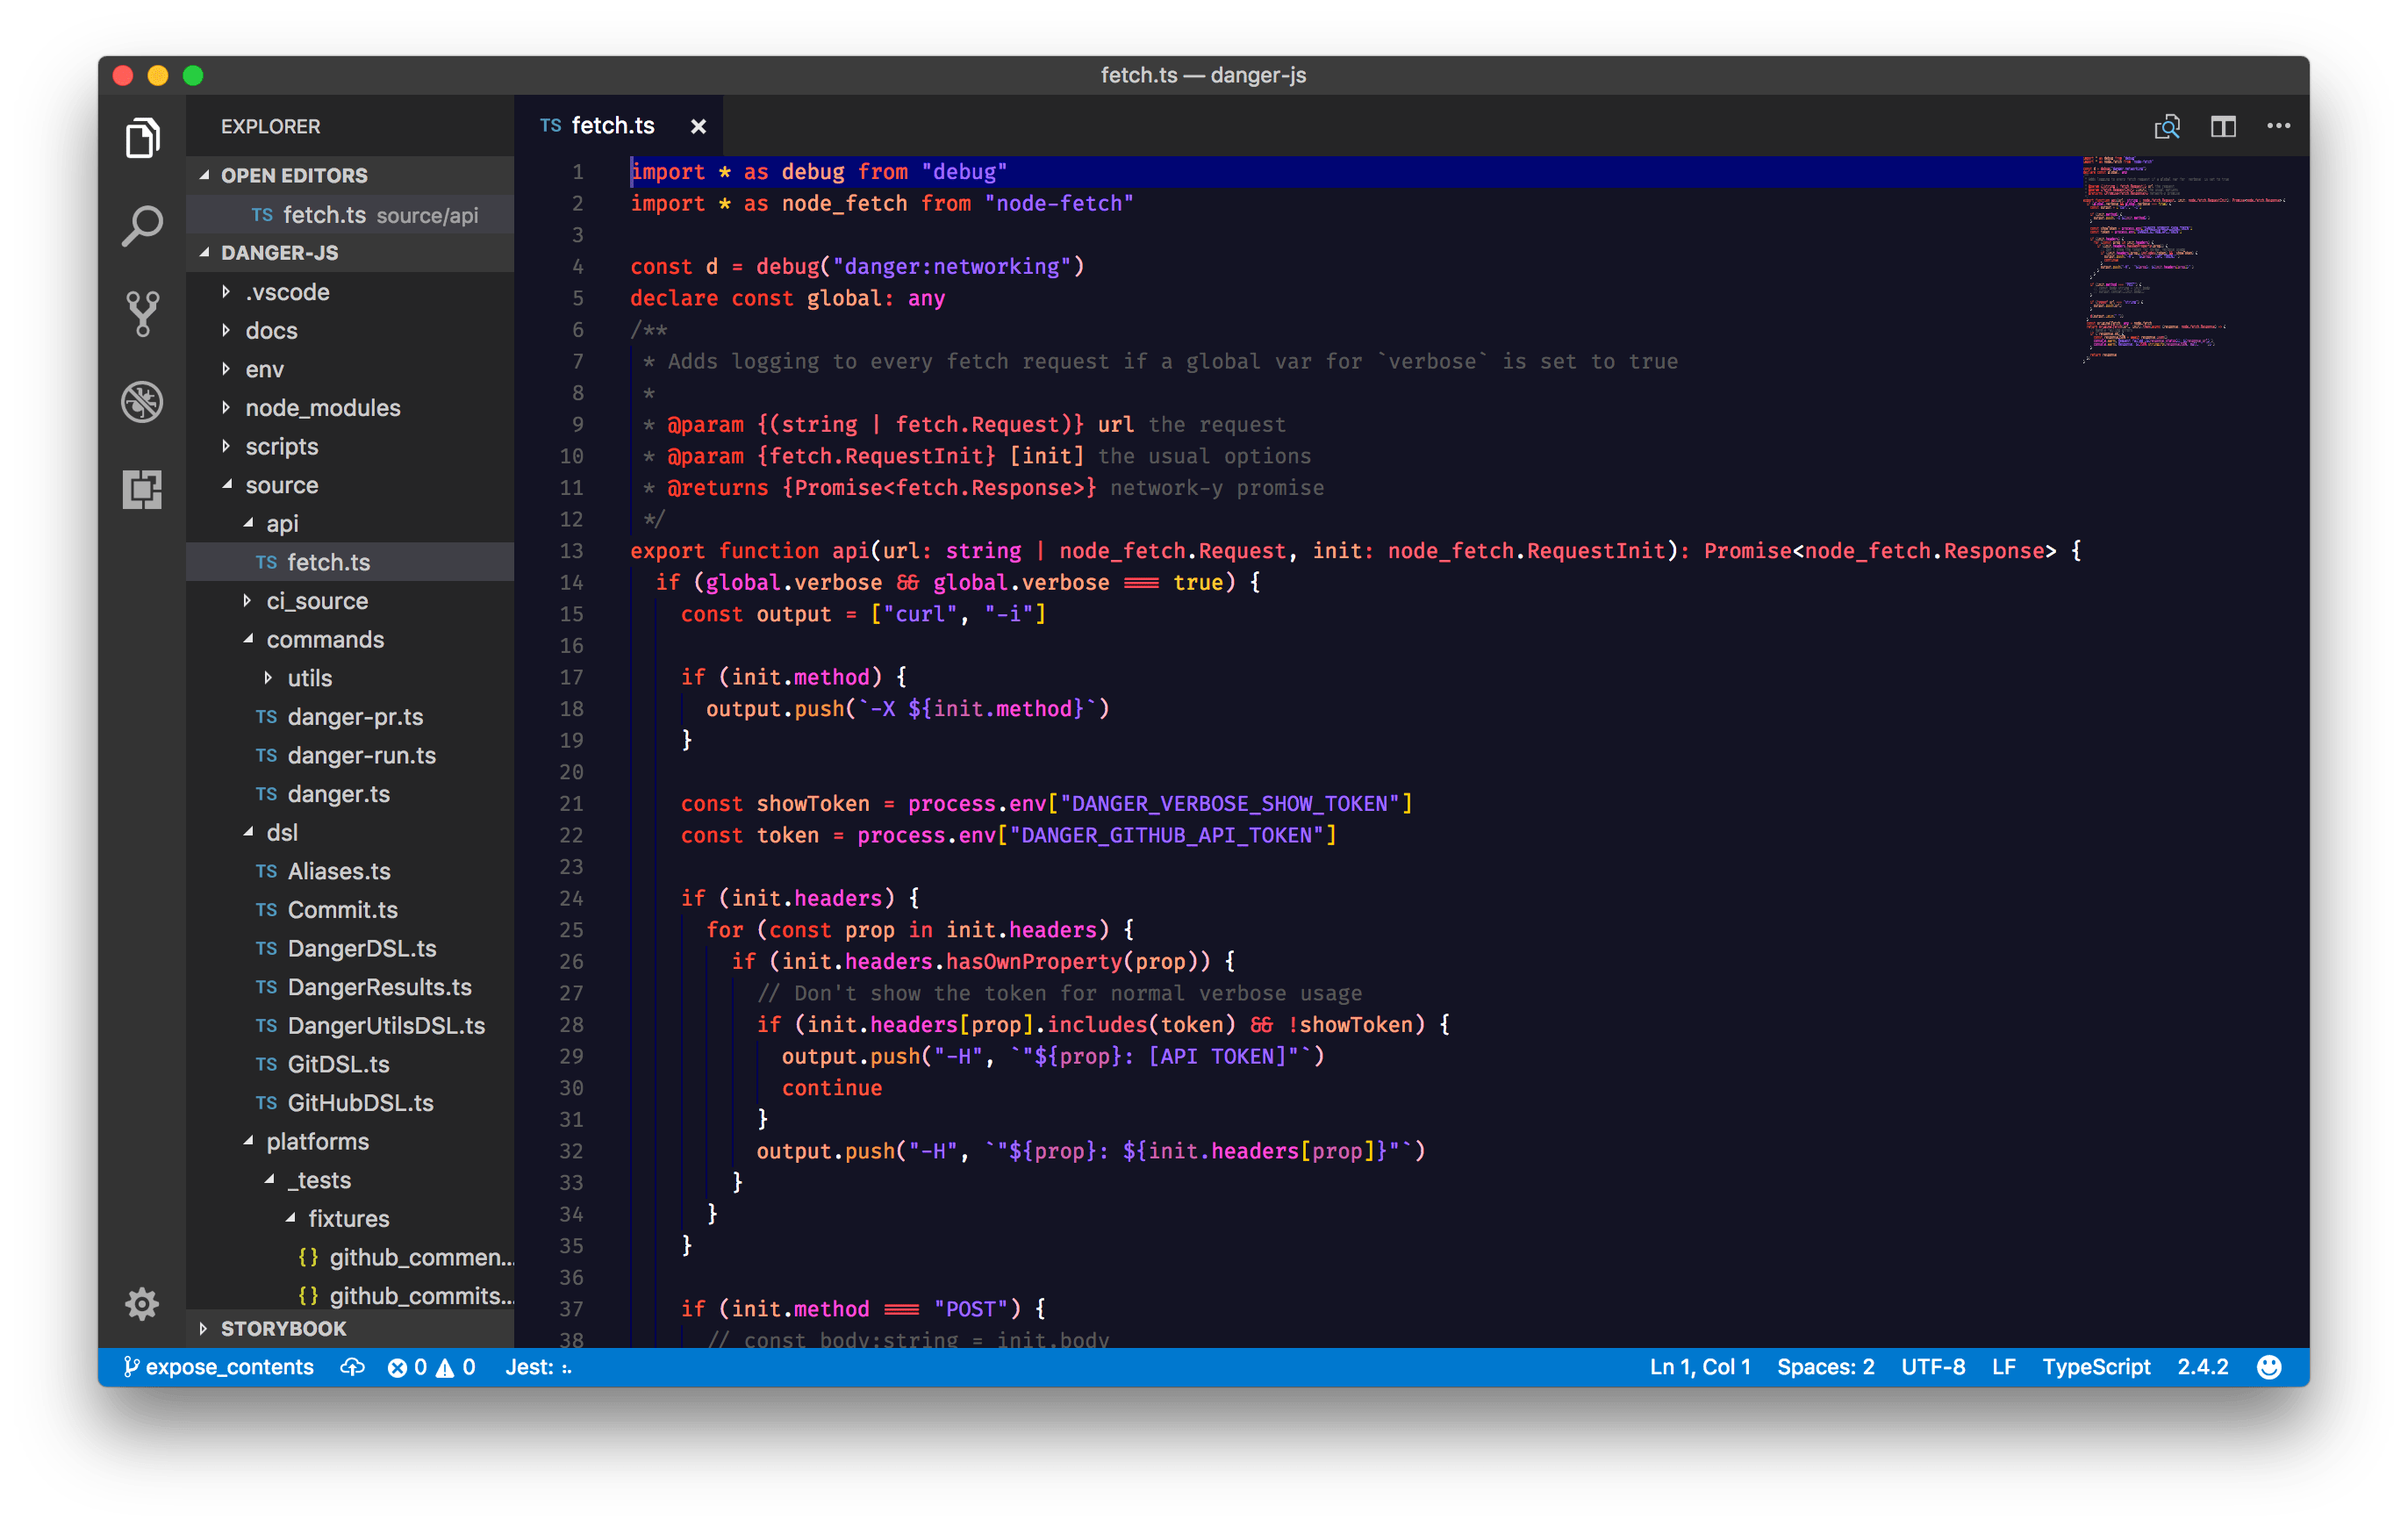 fetch.ts — danger-js
EXPLORER
OPEN EDITORS
TS fetch.ts source/api
DANGER-JS
.vscode
docs
env
node_modules
scripts
source
api
TS fetch.ts
ci_source
commands
utils
TS danger-pr.ts
TS danger-run.ts
TS danger.ts
dsl
TS Aliases.ts
TS Commit.ts
TS DangerDSL.ts
TS DangerResults.ts
TS DangerUtilsDSL.ts
TS GitDSL.ts
TS GitHubDSL.ts
platforms
_tests
fixtures
{} github_commen...
{} github_commits...
STORYBOOK
TS fetch.ts
1 import * as debug from "debug"
2 import * as node_fetch from "node-fetch"
3
4 const d = debug("danger:networking")
5 declare const global: any
6 /**
7 * Adds logging to every fetch request if a global var for `verbose` is set to true
8 *
9 * @param {(string | fetch.Request)} url the request
10 * @param {fetch.RequestInit} [init] the usual options
11 * @returns {Promise<fetch.Response>} network-y promise
12 */
13 export function api(url: string | node_fetch.Request, init: node_fetch.RequestInit): Promise<node_fetch.Response> {
14 if (global.verbose && global.verbose === true) {
15 const output = ["curl", "-i"]
16
17 if (init.method) {
18 output.push(`-X ${init.method}`)
19 }
20
21 const showToken = process.env["DANGER_VERBOSE_SHOW_TOKEN"]
22 const token = process.env["DANGER_GITHUB_API_TOKEN"]
23
24 if (init.headers) {
25 for (const prop in init.headers) {
26 if (init.headers.hasOwnProperty(prop)) {
27 // Don't show the token for normal verbose usage
28 if (init.headers[prop].includes(token) && !showToken) {
29 output.push("-H", `"${prop}: [API TOKEN]"`)
30 continue
31 }
32 output.push("-H", `"${prop}: ${init.headers[prop]}"`)
33 }
34 }
35 }
36
37 if (init.method === "POST") {
38 // const body:string = init.body
expose_contents 0 0 Jest: :.
Ln 1, Col 1 Spaces: 2 UTF-8 LF TypeScript 2.4.2